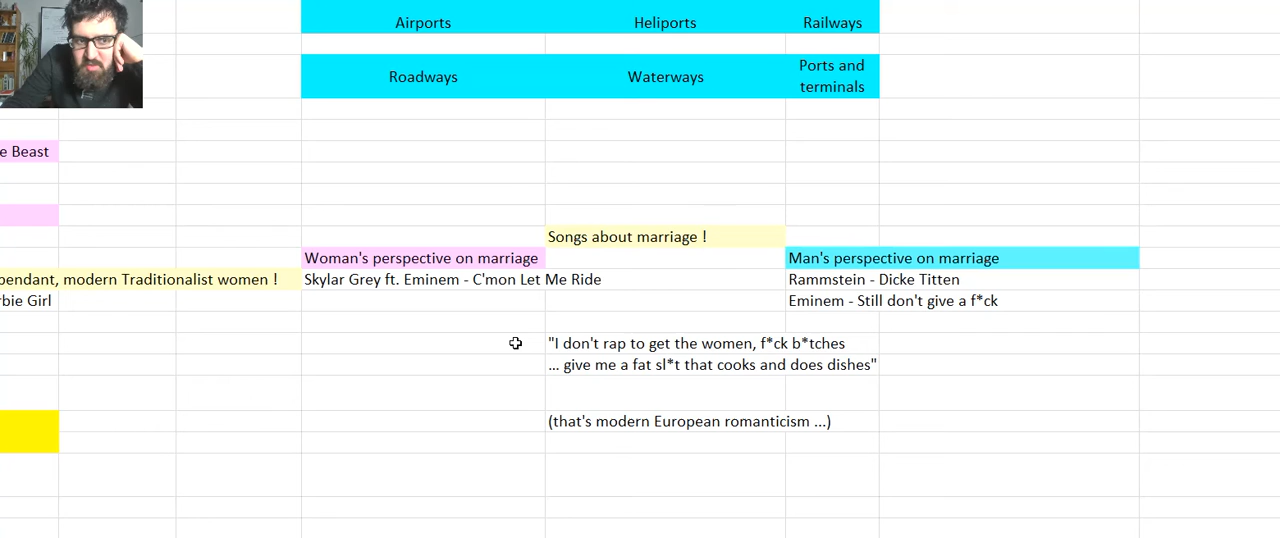 Airports
Heliports
Railways
Roadways
Waterways
Ports and
terminals
e Beast
Songs about marriage !
Woman's perspective on marriage
Man's perspective on marriage
pendant, modern Traditionalist women !
Skylar Grey ft. Eminem - C'mon Let Me Ride
Rammstein - Dicke Titten
rbie Girl
Eminem - Still don't give a f*ck
"I don't rap to get the women, f*ck b*tches
... give me a fat sl*t that cooks and does dishes"
(that's modern European romanticism ...)